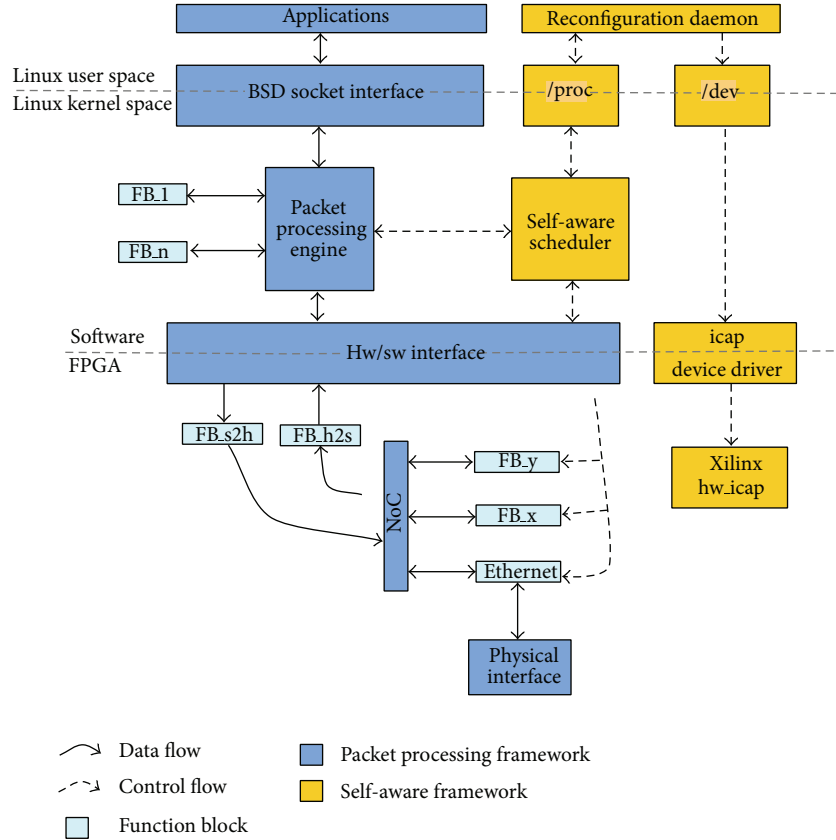 Applications
Reconfiguration daemon
Linux user space
Linux kernel space
BSD socket interface
/proc
/dev
FB_1
FB_n
Packet
processing
engine
Self-aware
scheduler
Software
FPGA
Hw/sw interface
icap
device driver
FB_s2h
FB_h2s
NoC
FB_y
FB_x
Ethernet
Xilinx
hw_icap
Physical
interface
Data flow
Control flow
Function block
Packet processing framework
Self-aware framework